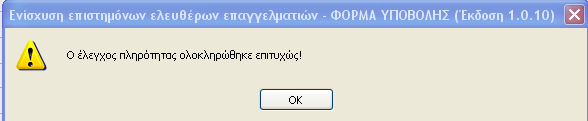 Ενίσχυση επιστημόνων ελευθέρων επαγγελματιών - ΦΟΡΜΑ ΥΠΟΒΟΛΗΣ (Έκδοση 1.0.10)
Ο έλεγχος πληρότητας ολοκληρώθηκε επιτυχώς!
OK